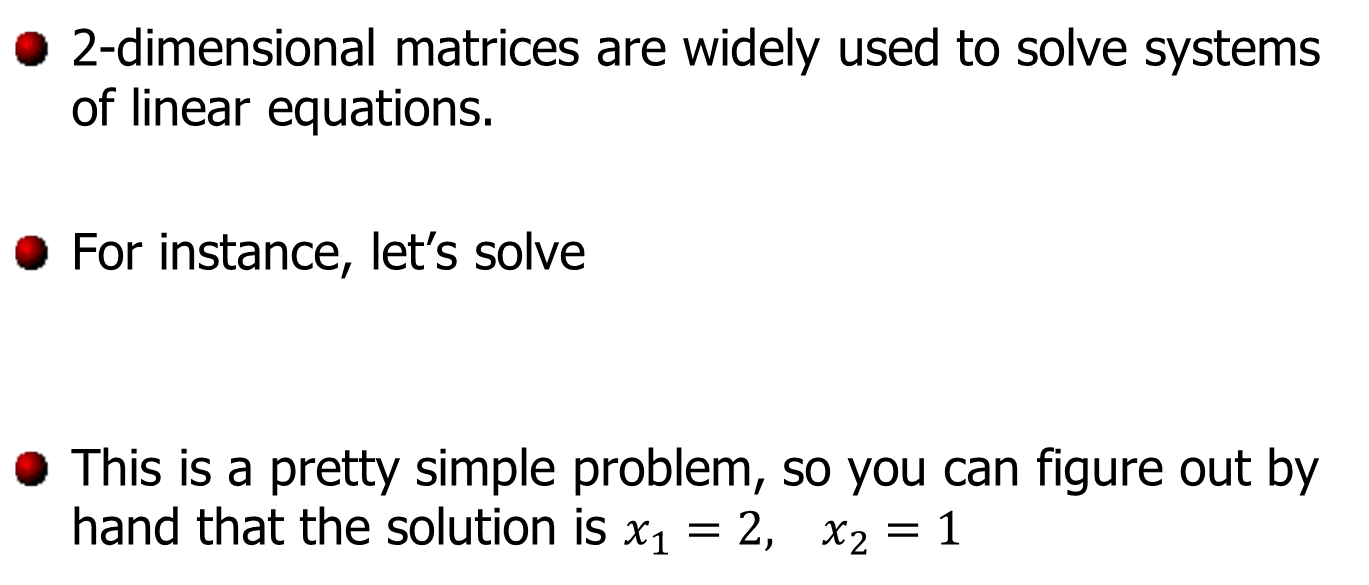 2-dimensional matrices are widely used to solve systems
of linear equations.
For instance, let’s solve
This is a pretty simple problem, so you can figure out by
hand that the solution is x₁ = 2, x₂ = 1